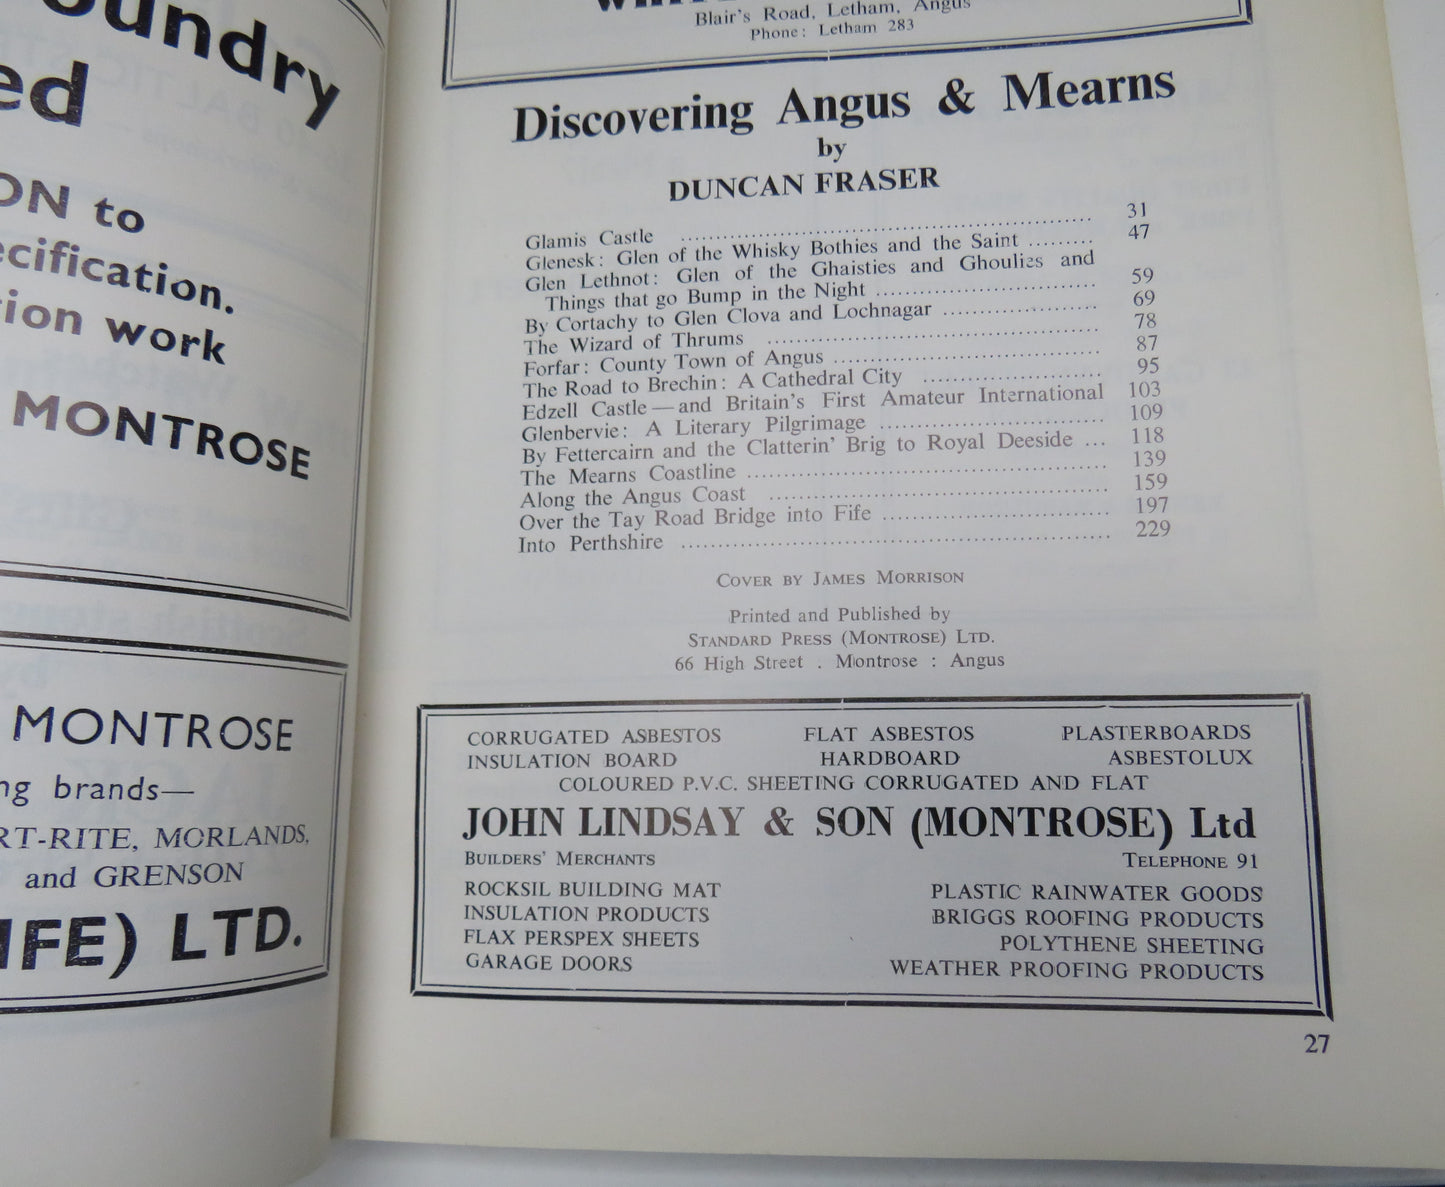 oundry
ed
ON to
ecification.
ion work
MONTROSE
MONTROSE
ng brands—
RT-RITE, MORLANDS,
and GRENSON
IFE) LTD.
Blair's Road, Letham, Angus
Phone: Letham 283
Discovering Angus & Mearns
by
DUNCAN FRASER
Glamis Castle ........ 31
Glenesk: Glen of the Whisky Bothies and the Saint ........ 47
Glen Lethnot: Glen of the Ghaisties and Ghoulies and
Things that go Bump in the Night ........ 59
By Cortachy to Glen Clova and Lochnagar ........ 69
The Wizard of Thrums ........ 78
Forfar: County Town of Angus ........ 87
The Road to Brechin: A Cathedral City ........ 95
Edzell Castle—and Britain's First Amateur International 103
Glenbervie: A Literary Pilgrimage ........ 109
By Fettercairn and the Clatterin' Brig to Royal Deeside ... 118
The Mearns Coastline ........ 139
Along the Angus Coast ........ 159
Over the Tay Road Bridge into Fife ........ 197
Into Perthshire ........ 229
COVER BY JAMES MORRISON
Printed and Published by
STANDARD PRESS (MONTROSE) LTD.
66 High Street . Montrose : Angus
CORRUGATED ASBESTOS FLAT ASBESTOS PLASTERBOARDS
INSULATION BOARD HARDBOARD ASBESTOLUX
COLOURED P.V.C. SHEETING CORRUGATED AND FLAT
JOHN LINDSAY & SON (MONTROSE) Ltd
BUILDERS' MERCHANTS TELEPHONE 91
ROCKSIL BUILDING MAT PLASTIC RAINWATER GOODS
INSULATION PRODUCTS BRIGGS ROOFING PRODUCTS
FLAX PERSPEX SHEETS POLYTHENE SHEETING
GARAGE DOORS WEATHER PROOFING PRODUCTS
27